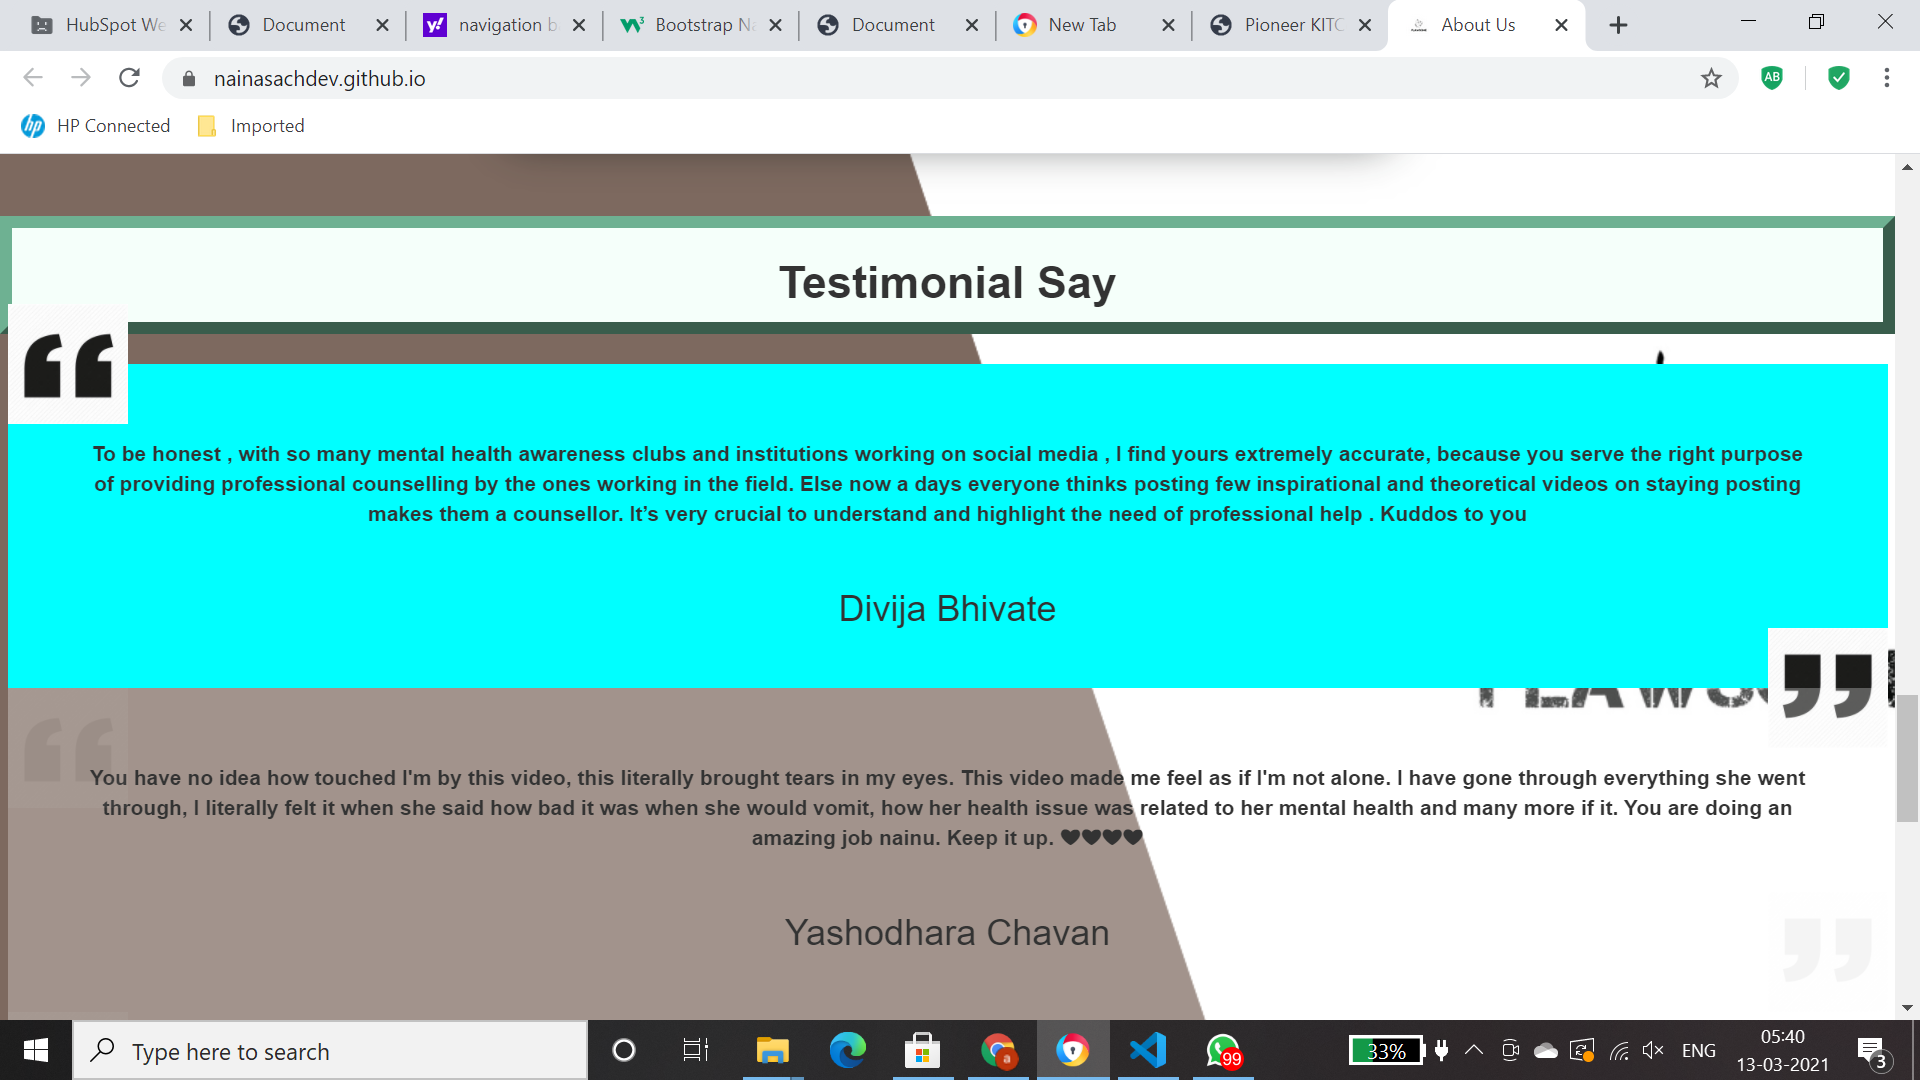 HubSpot We
Document
navigation b
Bootstrap Na
Document
New Tab
Pioneer KITC
About Us
nainasachdev.github.io
AB
hp HP Connected
Imported
Testimonial Say
To be honest , with so many mental health awareness clubs and institutions working on social media , I find yours extremely accurate, because you serve the right purpose
of providing professional counselling by the ones working in the field. Else now a days everyone thinks posting few inspirational and theoretical videos on staying posting
makes them a counsellor. It’s very crucial to understand and highlight the need of professional help . Kuddos to you
Divija Bhivate
You have no idea how touched I'm by this video, this literally brought tears in my eyes. This video made me feel as if I'm not alone. I have gone through everything she went
through, I literally felt it when she said how bad it was when she would vomit, how her health issue was related to her mental health and many more if it. You are doing an
amazing job nainu. Keep it up. ♥♥♥♥
Yashodhara Chavan
Type here to search
a
99
33%
ENG
05:40
13-03-2021
3